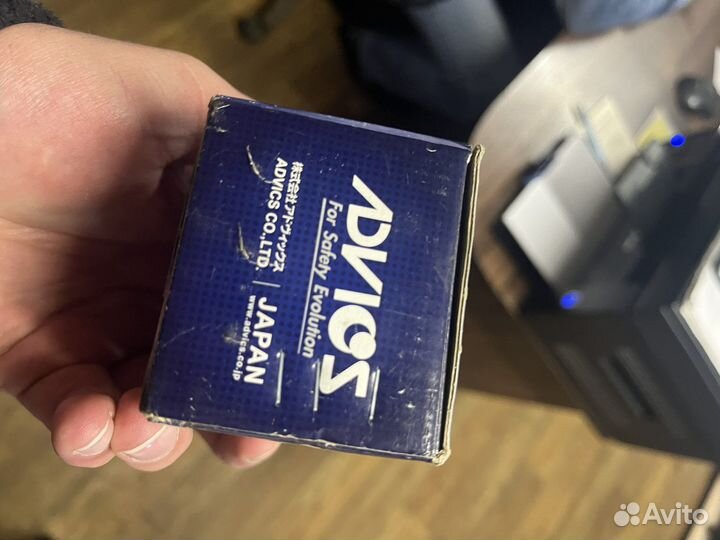 ADVICS
For Safety Evolution
株式会社アドヴィックス
ADVICS CO.,LTD. | JAPAN
www.advics.co.jp
Avito